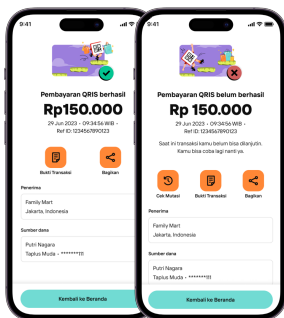 9:41
Pembayaran QRIS berhasil
Rp150.000
29 Jun 2023 • 09:34:56 WIB •
Ref ID: 1234567890123
Bukti Transaksi
Bagikan
Penerima
Family Mart
Jakarta, Indonesia
Sumber dana
Putri Nagara
Taplus Muda - *******111
Kembali ke Beranda
9:41
Pembayaran QRIS belum berhasil
Rp 150.000
29 Jun 2023 • 09:34:56 WIB •
Ref ID: 1234567890123
Saat ini transaksi kamu belum bisa dilanjutin.
Kamu bisa coba lagi nanti ya.
Cek Mutasi
Bukti Transaksi
Bagikan
Penerima
Family Mart
Jakarta, Indonesia
Sumber dana
Putri Nagara
Taplus Muda - *******111
Kembali ke Beranda